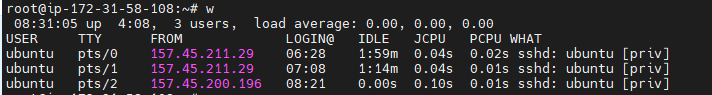 root@ip-172-31-58-108:~# w
08:31:05 up  4:08,  3 users,  load average: 0.00, 0.00, 0.00
USER     TTY      FROM             LOGIN@   IDLE   JCPU   PCPU WHAT
ubuntu   pts/0    157.45.211.29    06:28    1:59m  0.04s  0.02s sshd: ubuntu [priv]
ubuntu   pts/1    157.45.211.29    07:08    1:14m  0.04s  0.01s sshd: ubuntu [priv]
ubuntu   pts/2    157.45.200.196   08:21    0.00s  0.10s  0.01s sshd: ubuntu [priv]